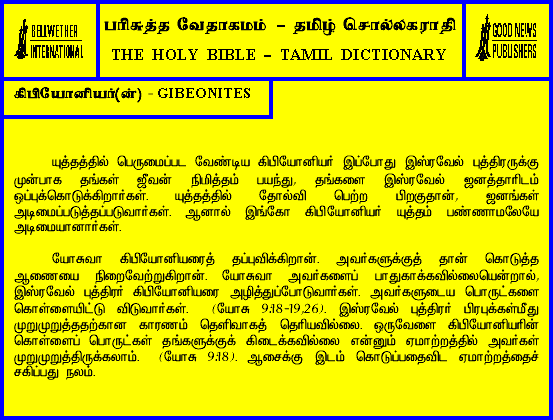 BELLWETHER
INTERNATIONAL
பரிசுத்த வேதாகமம் - தமிழ் சொல்லகராதி
THE HOLY BIBLE - TAMIL DICTIONARY
GOOD NEWS
PUBLISHERS
கிபியோனியர்(ன்) - GIBEONITES
யுத்தத்தில் பெருமைப்பட வேண்டிய கிபியோனியர் இப்போது இஸ்ரவேல் புத்திரருக்கு
முன்பாக தங்கள் ஜீவன் நிமித்தம் பயந்து, தங்களை இஸ்ரவேல் ஜனத்தாரிடம்
ஒப்புக்கொடுக்கிறார்கள். யுத்தத்தில் தோல்வி பெற்ற பிறகுதான், ஜனங்கள்
அடிமைப்படுத்தப்படுவார்கள். ஆனால் இங்கோ கிபியோனியர் யுத்தம் பண்ணாமலேயே
அடிமையானார்கள்.
யோசுவா கிபியோனியரைத் தப்புவிக்கிறான். அவர்களுக்குத் தான் கொடுத்த
ஆணையை நிறைவேற்றுகிறான். யோசுவா அவர்களைப் பாதுகாக்கவில்லையென்றால்,
இஸ்ரவேல் புத்திரர் கிபியோனியரை அழித்துப்போடுவார்கள். அவர்களுடைய பொருட்களை
கொள்ளையிட்டு விடுவார்கள். (யோசு 9:18-19,26). இஸ்ரவேல் புத்திரர் பிரபுக்கள்மீது
முறுமுறுத்ததற்கான காரணம் தெளிவாகத் தெரியவில்லை. ஒருவேளை கிபியோனியரின்
கொள்ளைப் பொருட்கள் தங்களுக்குக் கிடைக்கவில்லை என்னும் ஏமாற்றத்தில் அவர்கள்
முறுமுறுத்திருக்கலாம். (யோசு 9:18). ஆசைக்கு இடம் கொடுப்பதைவிட ஏமாற்றத்தைச்
சகிப்பது நலம்.